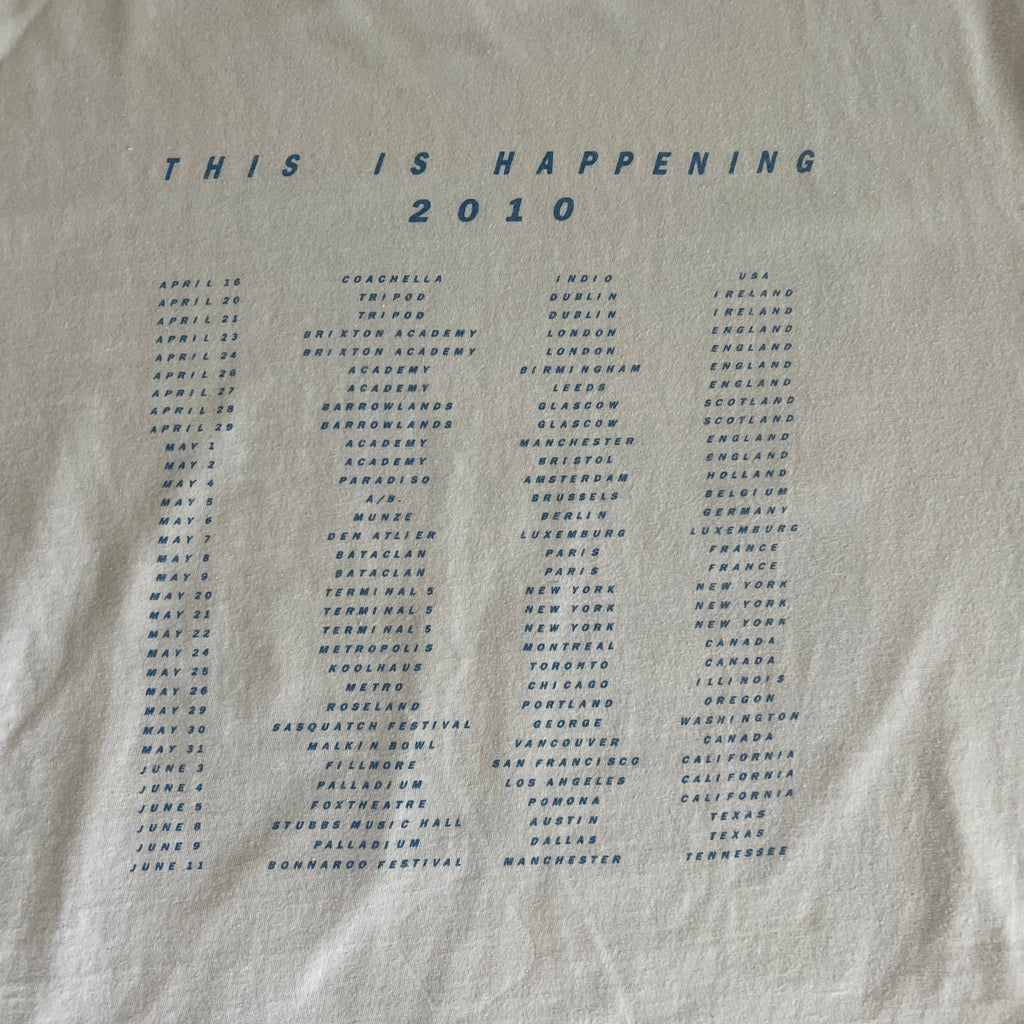 THIS IS HAPPENING
2010
APRIL 16 COACHELLA INDIO USA
APRIL 20 TRIPOD DUBLIN IRELAND
APRIL 21 TRIPOD DUBLIN IRELAND
APRIL 23 BRIXTON ACADEMY LONDON ENGLAND
APRIL 24 BRIXTON ACADEMY LONDON ENGLAND
APRIL 26 ACADEMY BIRMINGHAM ENGLAND
APRIL 27 ACADEMY LEEDS ENGLAND
APRIL 28 BARROWLANDS GLASCOW SCOTLAND
APRIL 29 BARROWLANDS GLASCOW SCOTLAND
MAY 1 ACADEMY MANCHESTER ENGLAND
MAY 2 ACADEMY BRISTOL ENGLAND
MAY 4 PARADISO AMSTERDAM HOLLAND
MAY 5 A/B. BRUSSELS BELGIUM
MAY 6 MUNZE BERLIN GERMANY
MAY 7 DEN ATLIER LUXEMBURG LUXEMBURG
MAY 8 BATACLAN PARIS FRANCE
MAY 9 BATACLAN PARIS FRANCE
MAY 20 TERMINAL 5 NEW YORK NEW YORK
MAY 21 TERMINAL 5 NEW YORK NEW YORK
MAY 22 TERMINAL 5 NEW YORK NEW YORK
MAY 24 METROPOLIS MONTREAL CANADA
MAY 25 KOOLHAUS TORONTO CANADA
MAY 26 METRO CHICAGO ILLINOIS
MAY 29 ROSELAND PORTLAND OREGON
MAY 30 SASQUATCH FESTIVAL GEORGE WASHINGTON
MAY 31 MALKIN BOWL VANCOUVER CANADA
JUNE 3 FILLMORE SAN FRANCISCO CALIFORNIA
JUNE 4 PALLADIUM LOS ANGELES CALIFORNIA
JUNE 5 FOXTHEATRE POMONA CALIFORNIA
JUNE 8 STUBBS MUSIC HALL AUSTIN TEXAS
JUNE 9 PALLADIUM DALLAS TEXAS
JUNE 11 BONNAROO FESTIVAL MANCHESTER TENNESSEE